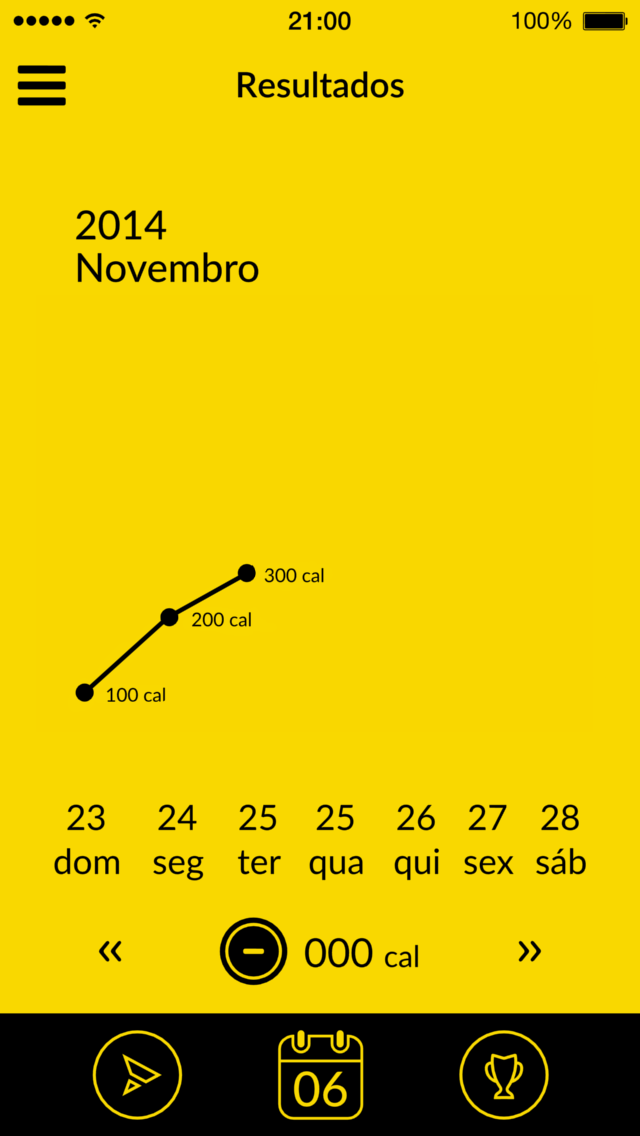 21:00 100%
Resultados
2014
Novembro
300 cal
200 cal
100 cal
23 24 25 25 26 27 28
dom seg ter qua qui sex sáb
« 000 cal »
06